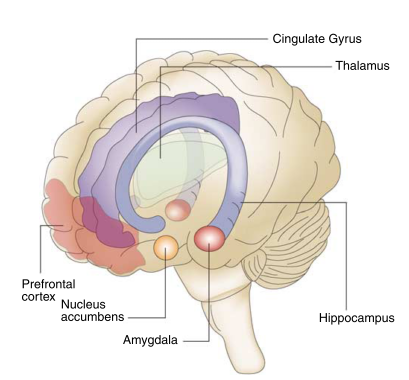 Cingulate Gyrus
Thalamus
Prefrontal
cortex
Nucleus
accumbens
Amygdala
Hippocampus